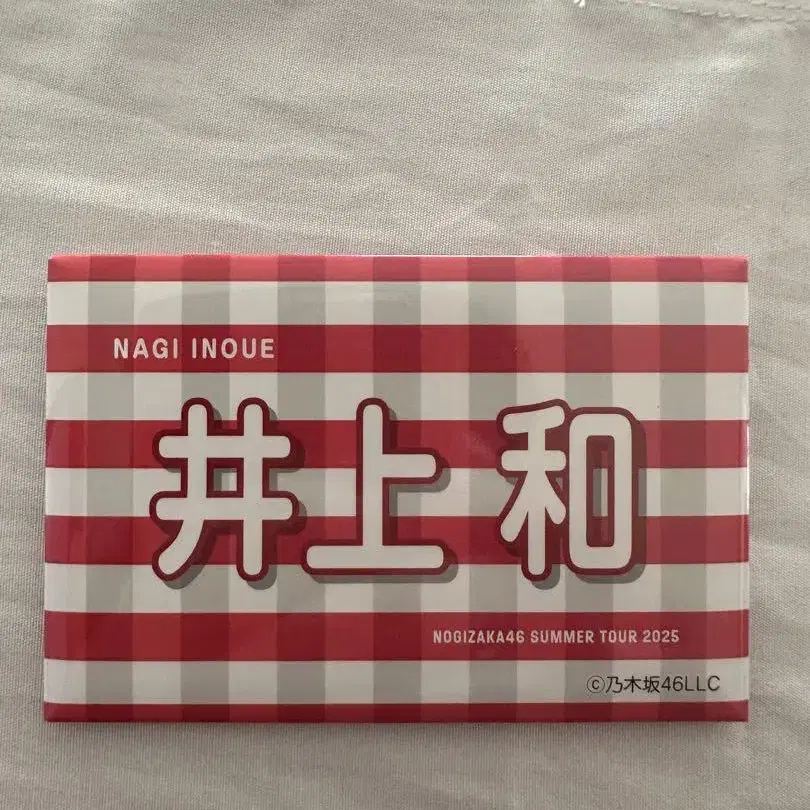 NAGI INOUE
井上 和
NOGIZAKA46 SUMMER TOUR 2025
©乃木坂46LLC